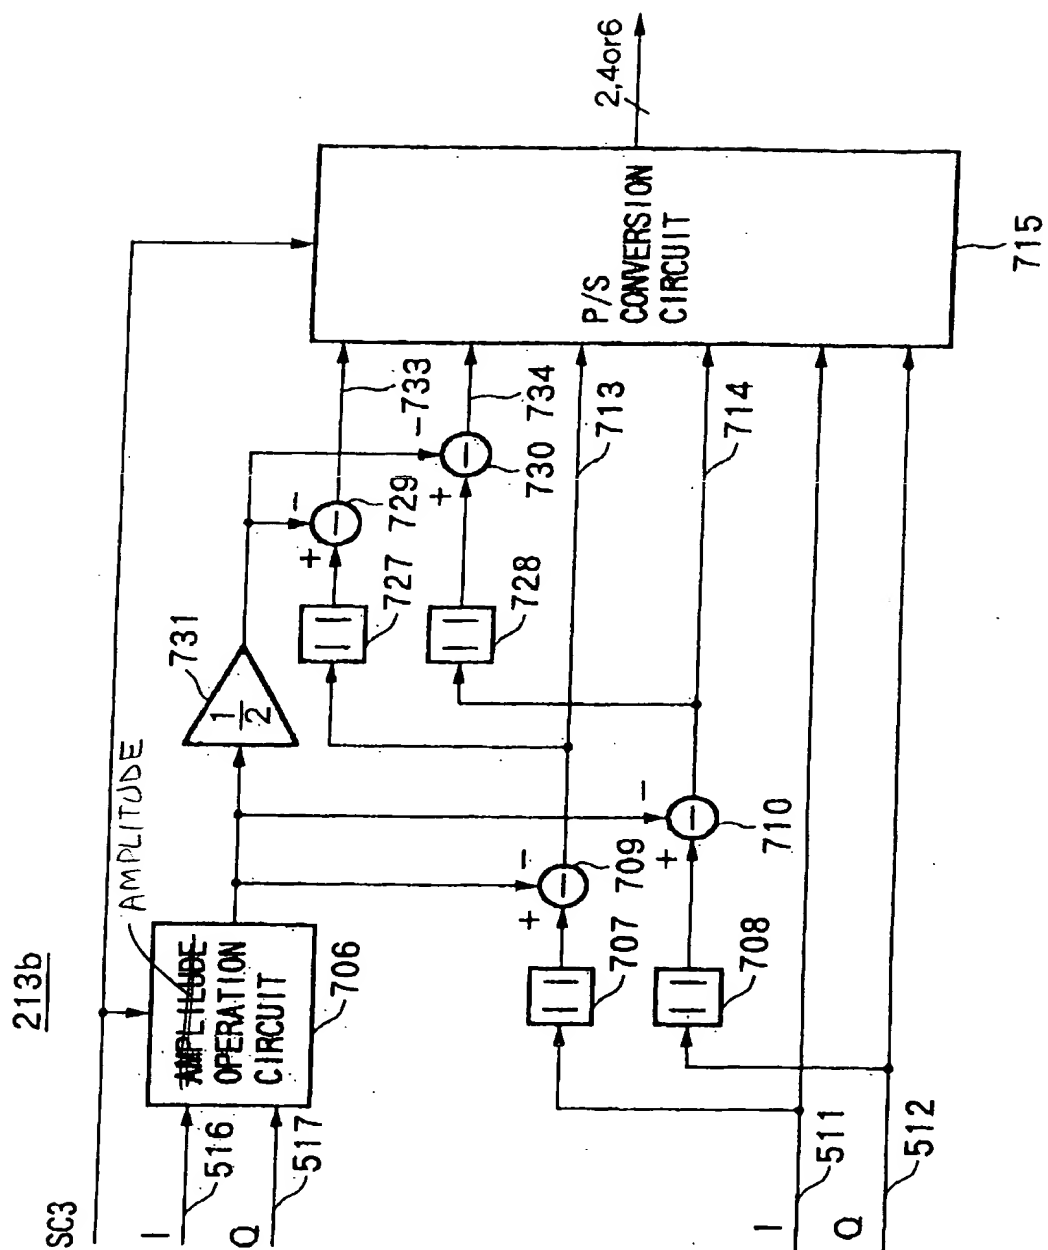 213b
SC3
I
516
Q
517
AMPLITUDE
AMPLILUDE
OPERATION
CIRCUIT
706
1
2
731
−
+
729
733
−
+
730
734
727
728
713
714
−
+
709
−
+
710
707
708
I
511
Q
512
P/S
CONVERSION
CIRCUIT
715
2,4or6